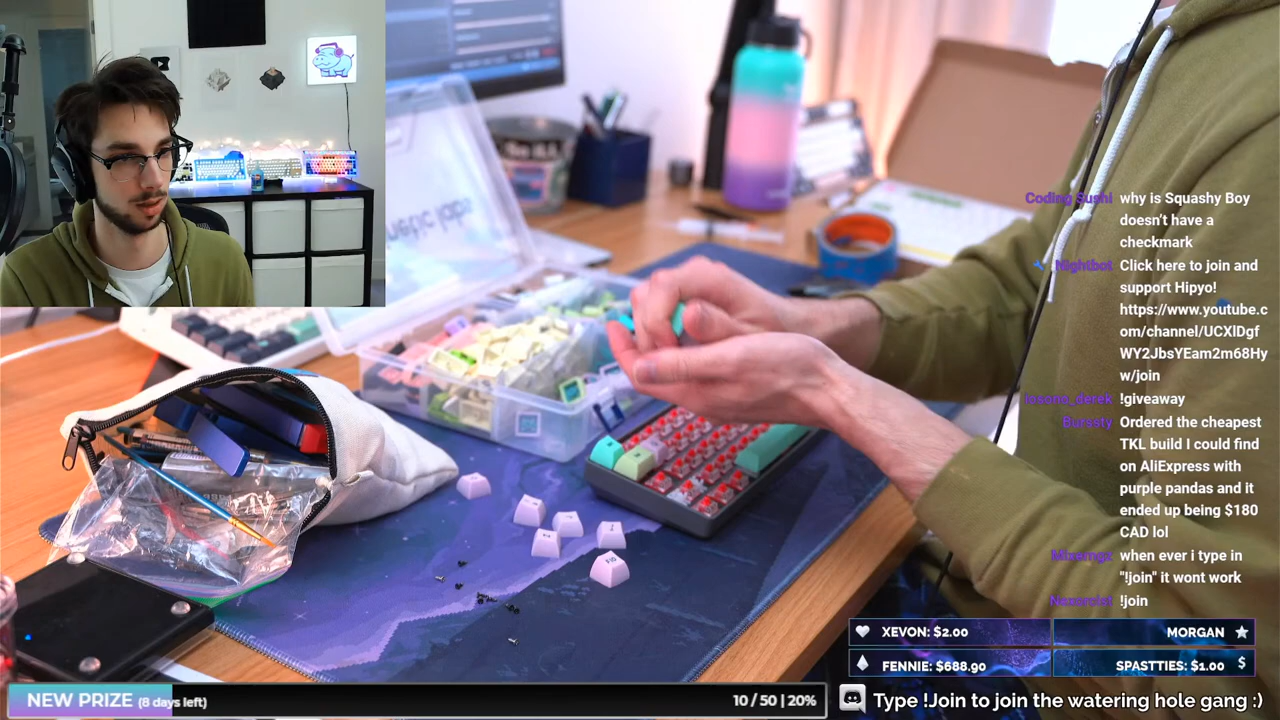 Coding Sushi why is Squashy Boy
doesn't have a
checkmark
Nightbot Click here to join and
support Hipyo!
https://www.youtube.c
om/channel/UCXlDgf
WY2JbsYEam2m68Hy
w/join
!giveaway
Burssty Ordered the cheapest
TKL build I could find
on AliExpress with
purple pandas and it
ended up being $180
CAD lol
when ever i type in
"!join" it wont work
!join
XEVON: $2.00
MORGAN
FENNIE: $688.90
SPASTTIES: $1.00 $
NEW PRIZE (8 days left)
10 / 50 | 20%
Type !Join to join the watering hole gang :)